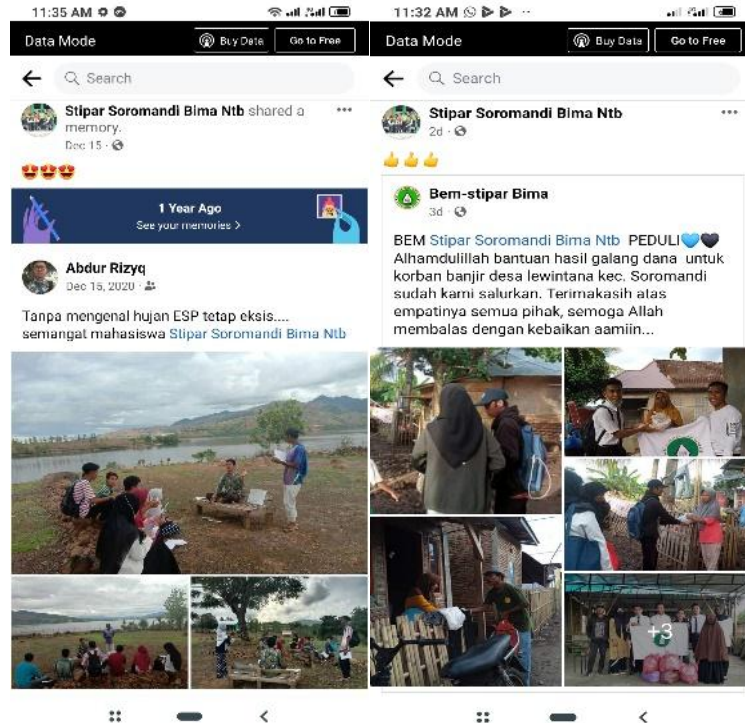 11:35 AM
Data Mode
Buy Data
Go to Free
Search
Stipar Soromandi Bima Ntb shared a
memory.
Dec 15
1 Year Ago
See your memories >
Abdur Rizyq
Dec 15, 2020
Tanpa mengenal hujan ESP tetap eksis....
semangat mahasiswa Stipar Soromandi Bima Ntb
11:32 AM
Data Mode
Buy Data
Go to Free
Search
Stipar Soromandi Bima Ntb
2d
Bem-stipar Bima
3d
BEM Stipar Soromandi Bima Ntb PEDULI💙🖤
Alhamdulillah bantuan hasil galang dana untuk
korban banjir desa lewintana kec. Soromandi
sudah kami salurkan. Terimakasih atas
empatinya semua pihak, semoga Allah
membalas dengan kebaikan aamiin...
+3